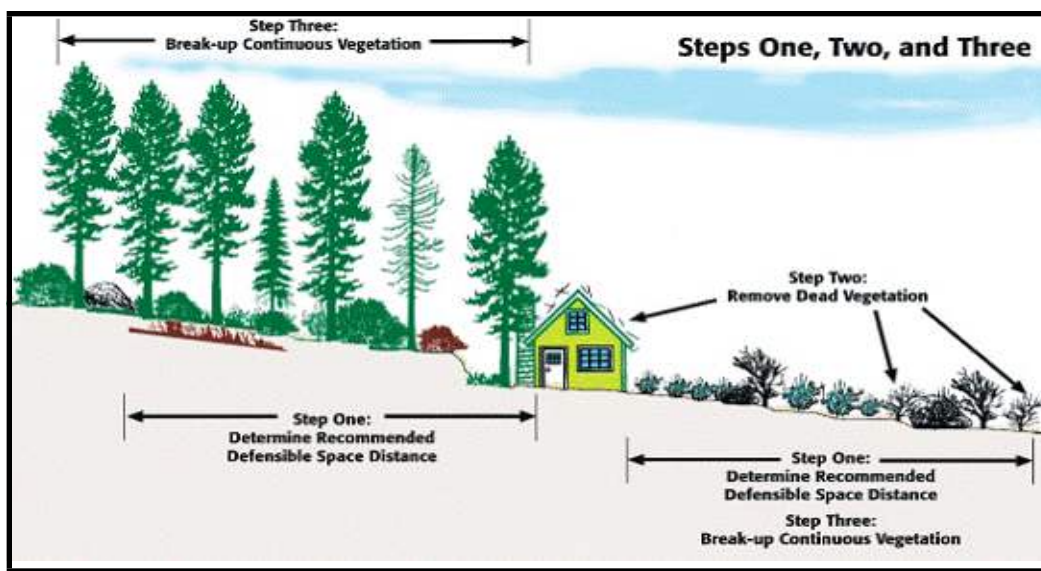 Step Three:
Break-up Continuous Vegetation
Steps One, Two, and Three
Step Two:
Remove Dead Vegetation
Step One:
Determine Recommended
Defensible Space Distance
Step One:
Determine Recommended
Defensible Space Distance
Step Three:
Break-up Continuous Vegetation